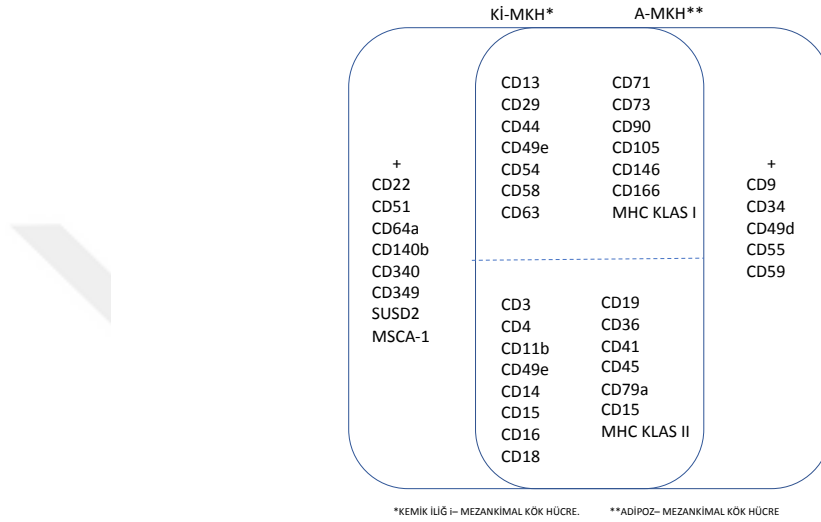 Kİ-MKH* A-MKH**
+
CD22
CD51
CD64a
CD140b
CD340
CD349
SUSD2
MSCA-1
CD13
CD29
CD44
CD49e
CD54
CD58
CD63
CD71
CD73
CD90
CD105
CD146
CD166
MHC KLAS I
CD3
CD4
CD11b
CD49e
CD14
CD15
CD16
CD18
CD19
CD36
CD41
CD45
CD79a
CD15
MHC KLAS II
+
CD9
CD34
CD49d
CD55
CD59
*KEMİK İLİĞ i– MEZANKİMAL KÖK HÜCRE, **ADİPOZ– MEZANKİMAL KÖK HÜCRE